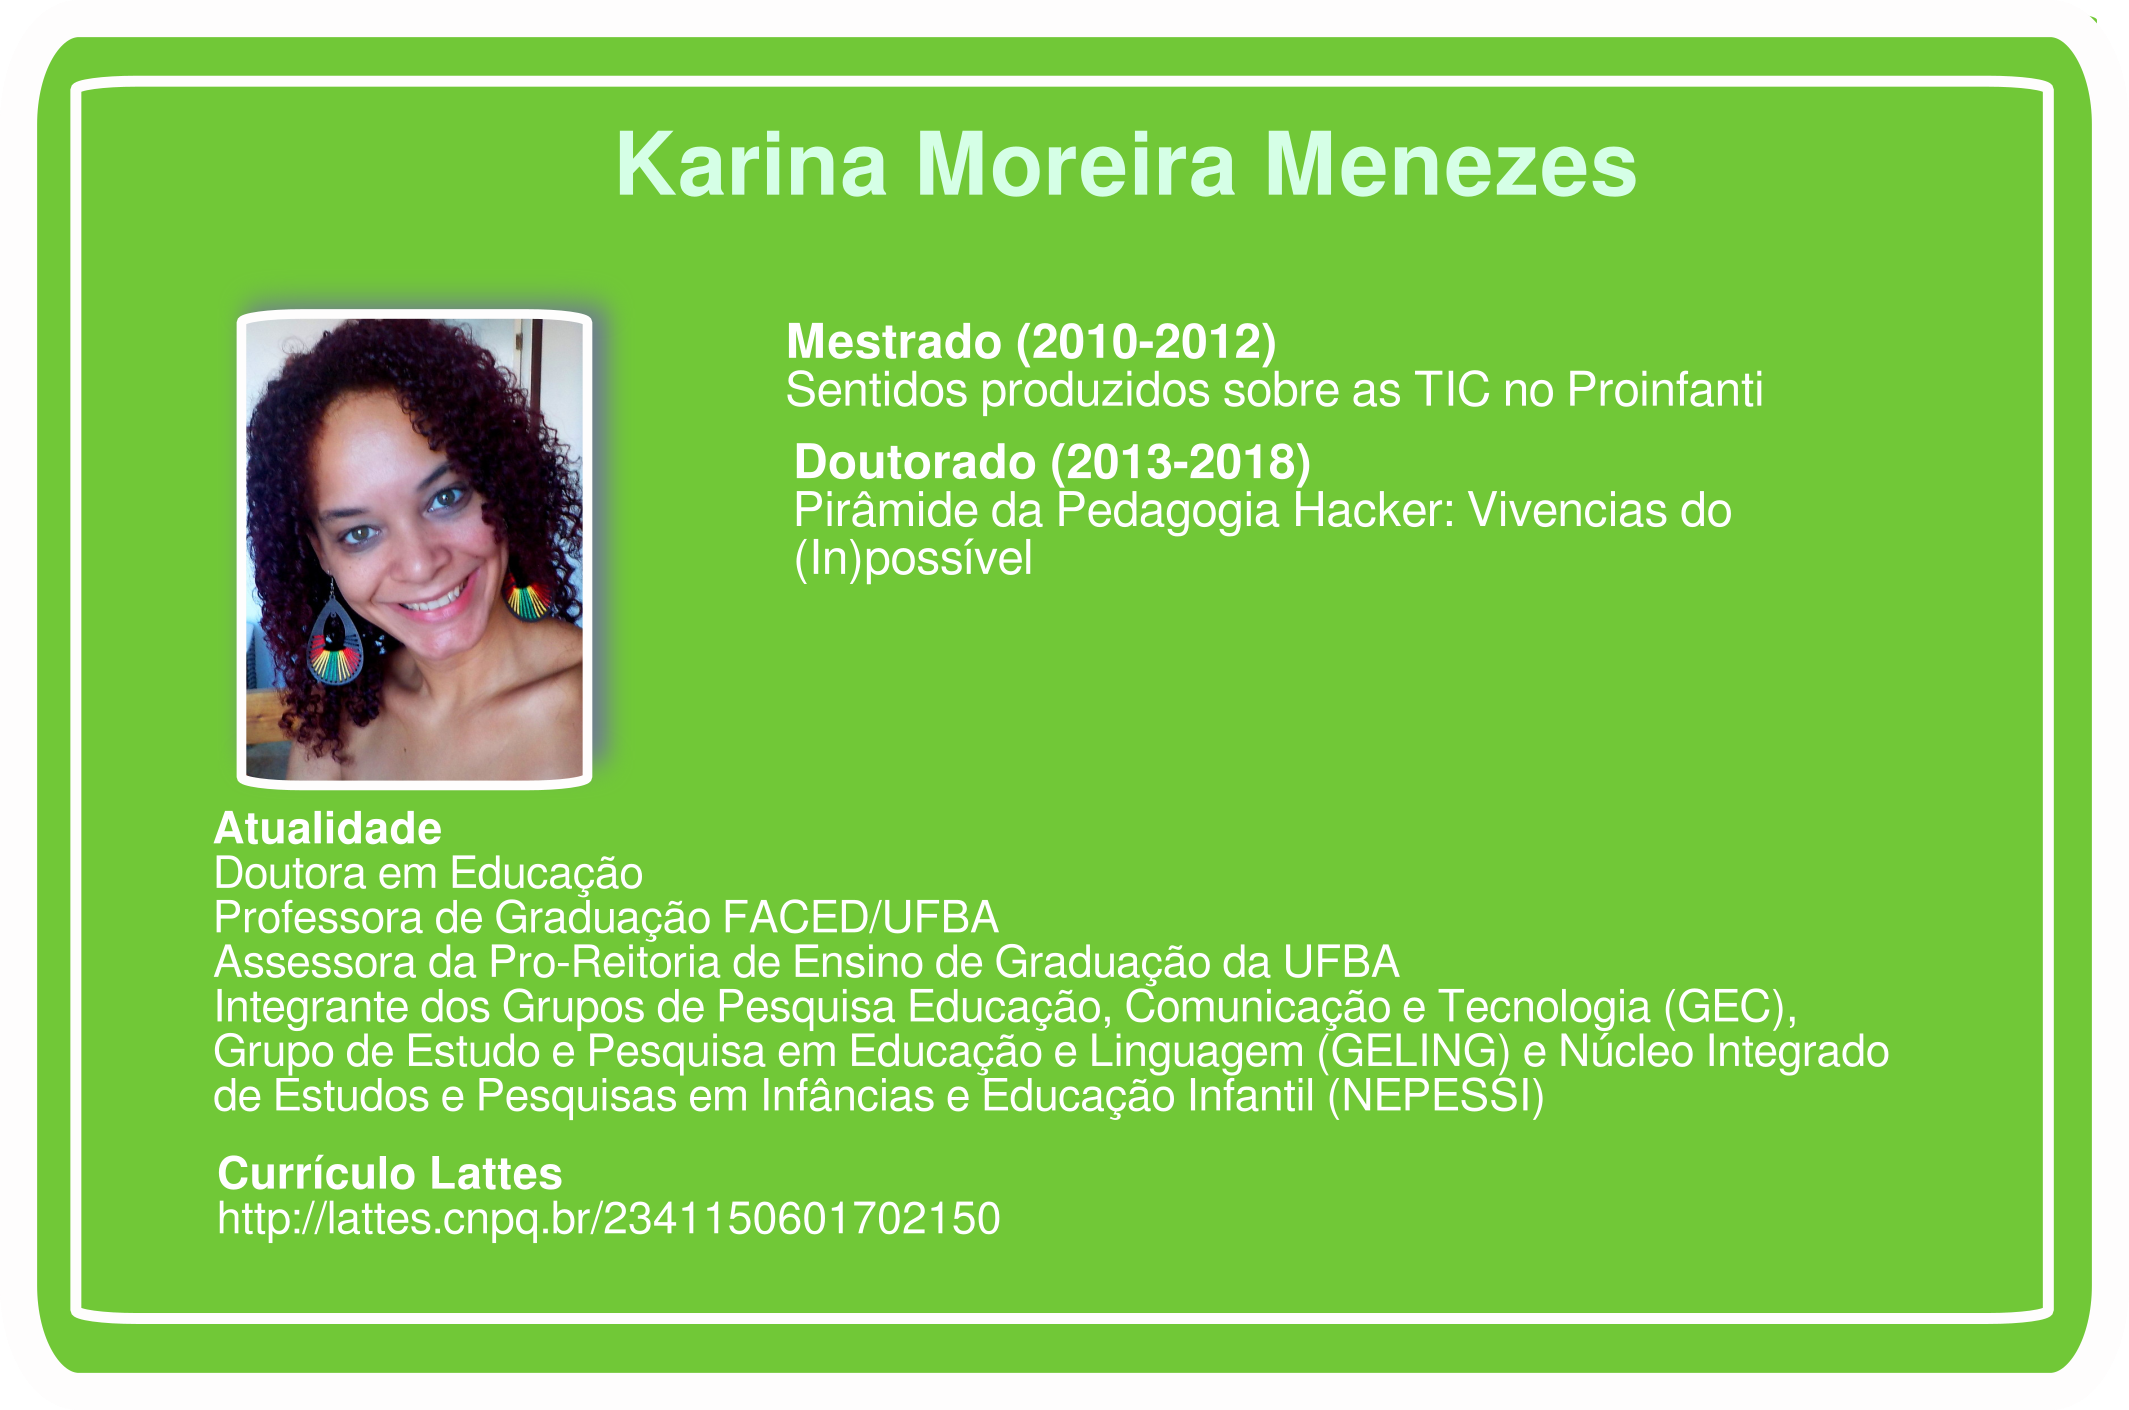 Karina Moreira Menezes
Mestrado (2010-2012)
Sentidos produzidos sobre as TIC no Proinfanti
Doutorado (2013-2018)
Pirâmide da Pedagogia Hacker: Vivencias do
(In)possível
Atualidade
Doutora em Educação
Professora de Graduação FACED/UFBA
Assessora da Pro-Reitoria de Ensino de Graduação da UFBA
Integrante dos Grupos de Pesquisa Educação, Comunicação e Tecnologia (GEC),
Grupo de Estudo e Pesquisa em Educação e Linguagem (GELING) e Núcleo Integrado
de Estudos e Pesquisas em Infâncias e Educação Infantil (NEPESSI)
Currículo Lattes
http://lattes.cnpq.br/2341150601702150